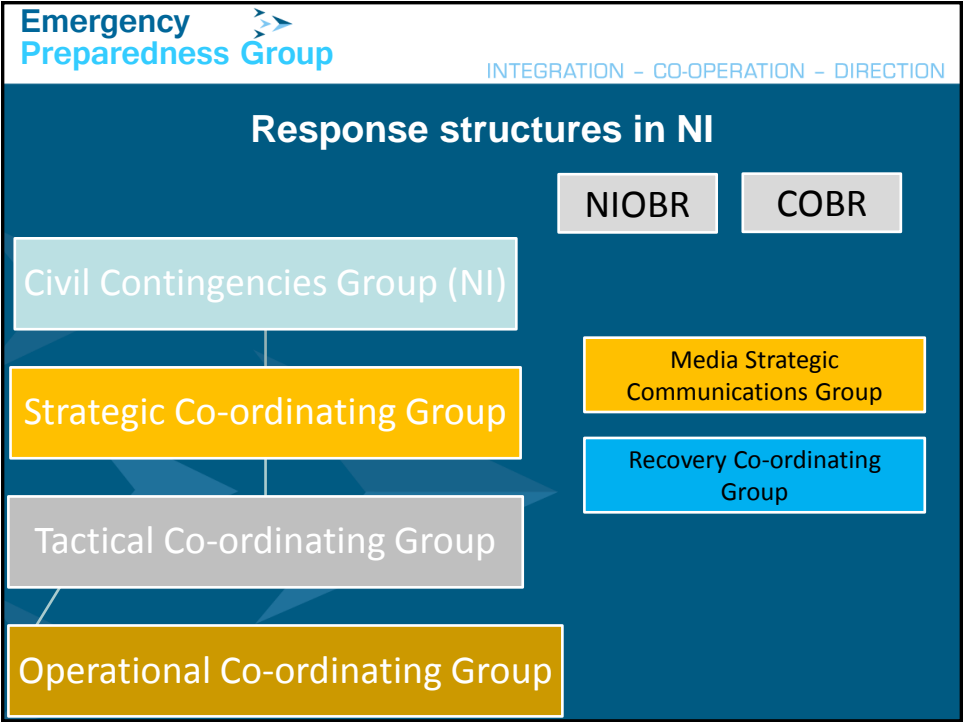 Emergency
Preparedness Group
INTEGRATION – CO-OPERATION – DIRECTION
Response structures in NI
NIOBR
COBR
Civil Contingencies Group (NI)
Strategic Co-ordinating Group
Media Strategic
Communications Group
Recovery Co-ordinating
Group
Tactical Co-ordinating Group
Operational Co-ordinating Group